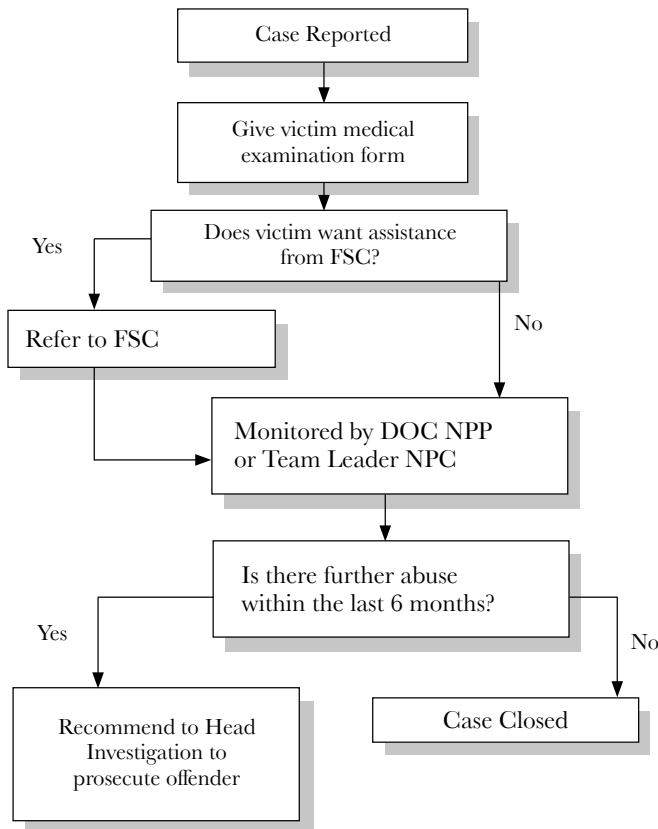 Case Reported
Give victim medical
examination form
Does victim want assistance
from FSC?
Yes
No
Refer to FSC
Monitored by DOC NPP
or Team Leader NPC
Is there further abuse
within the last 6 months?
Yes
No
Recommend to Head
Investigation to
prosecute offender
Case Closed